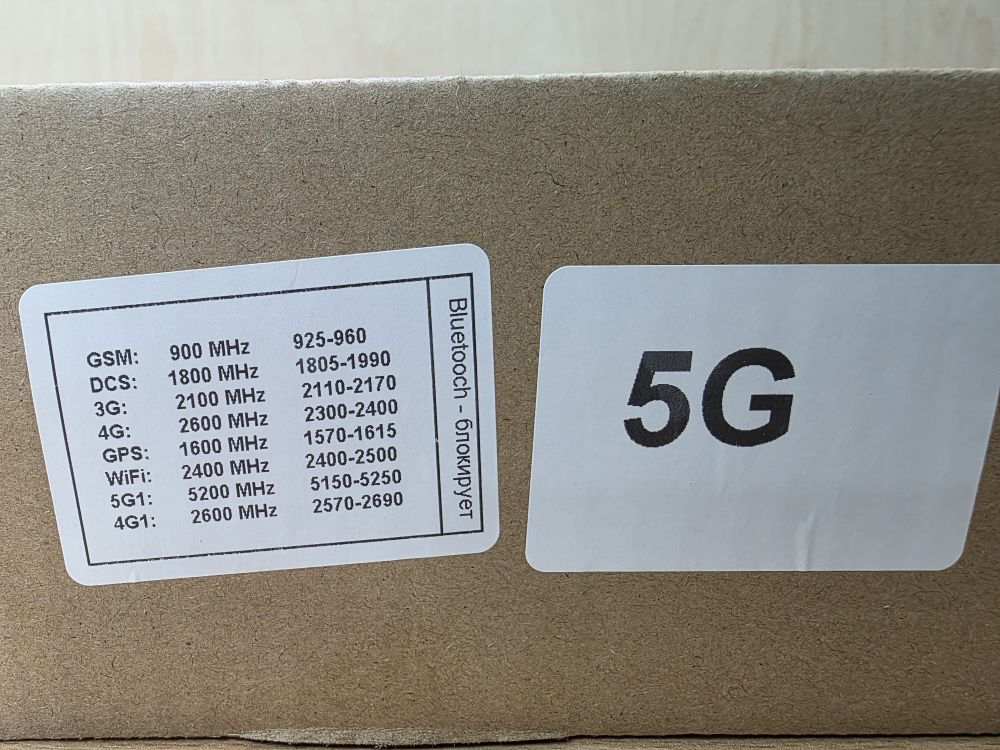 GSM: 900 MHz 925-960
DCS: 1800 MHz 1805-1990
3G: 2100 MHz 2110-2170
4G: 2600 MHz 2300-2400
GPS: 1600 MHz 1570-1615
WiFi: 2400 MHz 2400-2500
5G1: 5200 MHz 5150-5250
4G1: 2600 MHz 2570-2690
Bluetooch - блокирует
5G